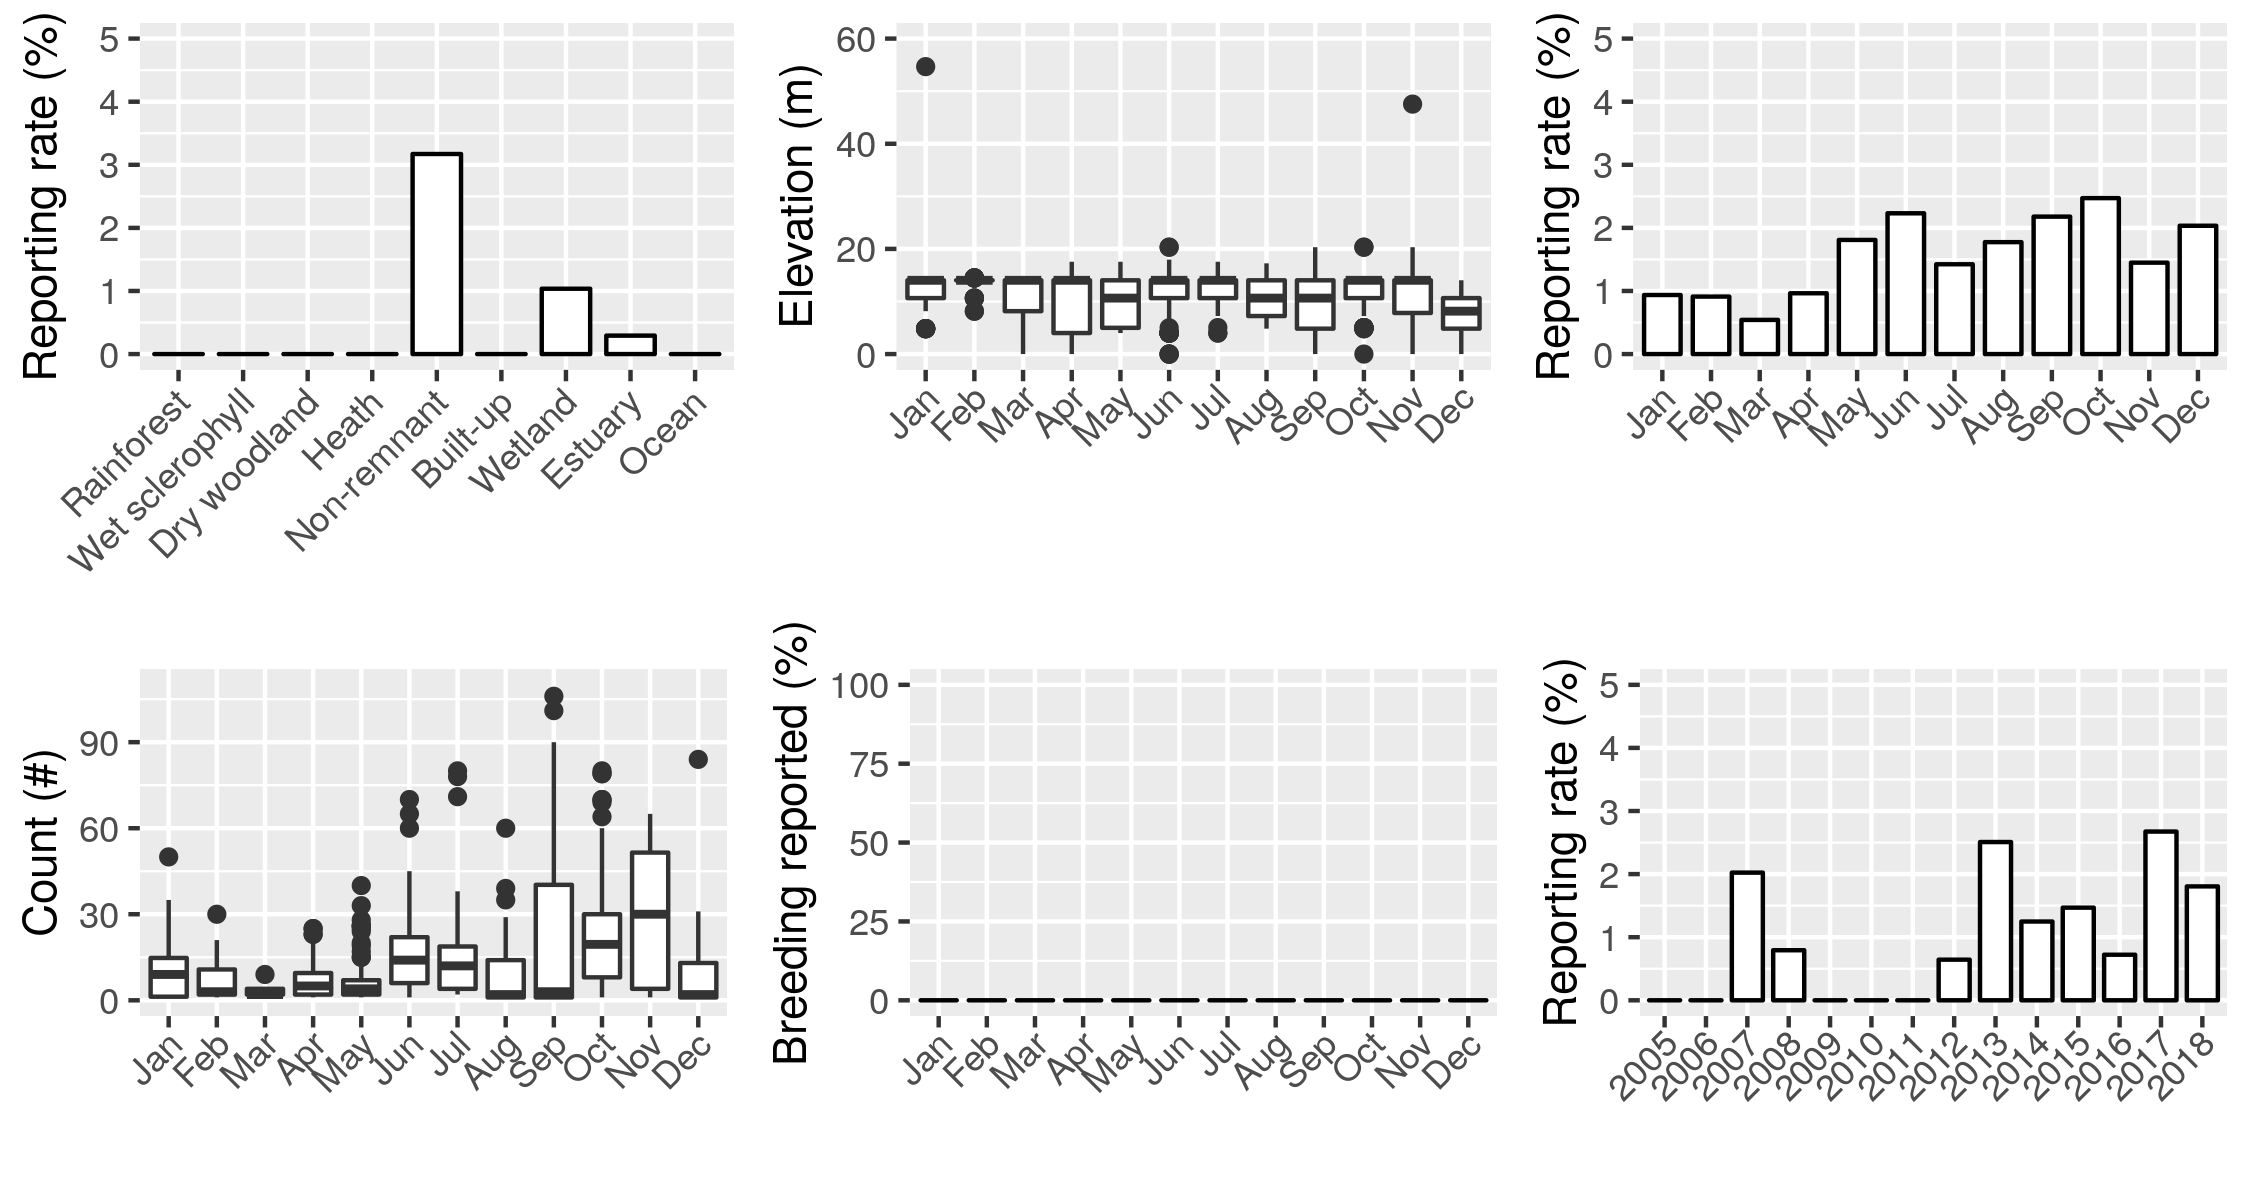 Reporting rate (%)
5
4
3
2
1
0
Rainforest
Wet sclerophyll
Dry woodland
Heath
Non-remnant
Built-up
Wetland
Estuary
Ocean
Elevation (m)
60
40
20
0
Jan
Feb
Mar
Apr
May
Jun
Jul
Aug
Sep
Oct
Nov
Dec
Reporting rate (%)
5
4
3
2
1
0
Jan
Feb
Mar
Apr
May
Jun
Jul
Aug
Sep
Oct
Nov
Dec
Count (#)
90
60
30
0
Jan
Feb
Mar
Apr
May
Jun
Jul
Aug
Sep
Oct
Nov
Dec
Breeding reported (%)
100
75
50
25
0
Jan
Feb
Mar
Apr
May
Jun
Jul
Aug
Sep
Oct
Nov
Dec
Reporting rate (%)
5
4
3
2
1
0
2005
2006
2007
2008
2009
2010
2011
2012
2013
2014
2015
2016
2017
2018